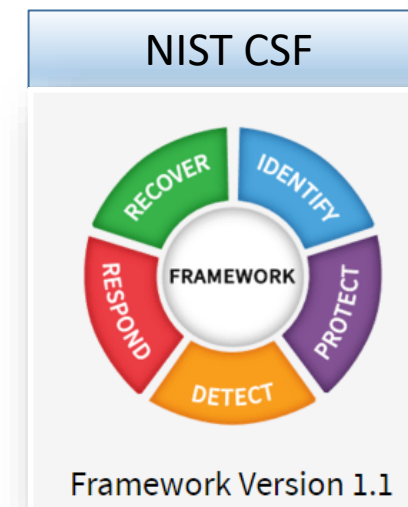 NIST CSF
RECOVER
IDENTIFY
FRAMEWORK
RESPOND
PROTECT
DETECT
Framework Version 1.1